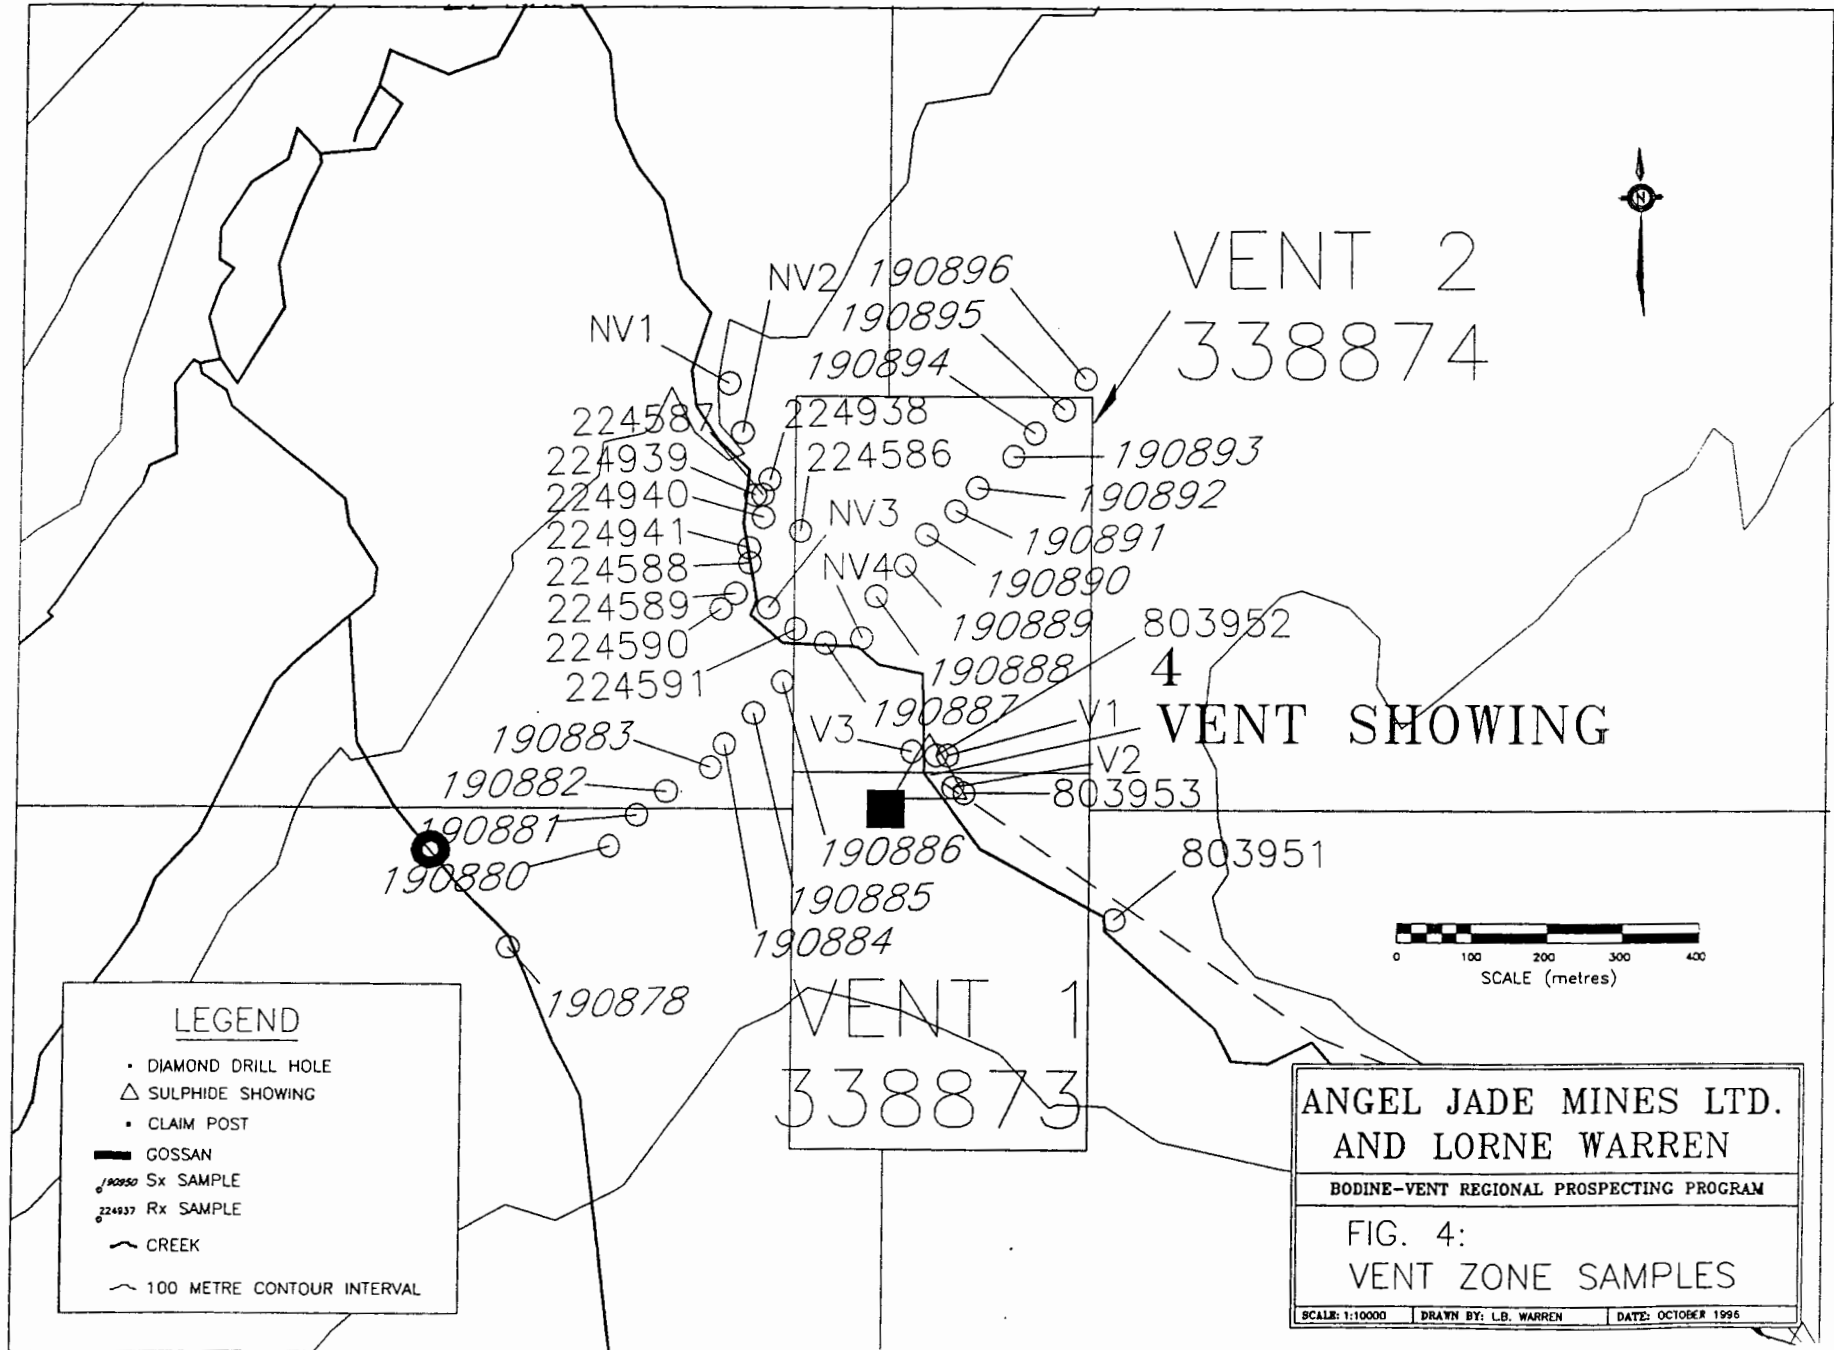 VENT 2
338874
N
NV2
190896
190895
NV1
190894
224587
224938
224939
224586
190893
224940
NV3
190892
224941
190891
224588
NV4
190890
224589
190889
803952
224590
190888
4
224591
190887
V1
VENT SHOWING
190883
V3
V2
190882
803953
190881
190886
803951
190880
190885
190884
190878
0 100 200 300 400
SCALE (metres)
VENT 1
338873
LEGEND
DIAMOND DRILL HOLE
SULPHIDE SHOWING
CLAIM POST
GOSSAN
190950 Sx SAMPLE
224937 Rx SAMPLE
CREEK
100 METRE CONTOUR INTERVAL
ANGEL JADE MINES LTD.
AND LORNE WARREN
BODINE-VENT REGIONAL PROSPECTING PROGRAM
FIG. 4:
VENT ZONE SAMPLES
SCALE: 1:10000 DRAWN BY: L.B. WARREN DATE: OCTOBER 1996